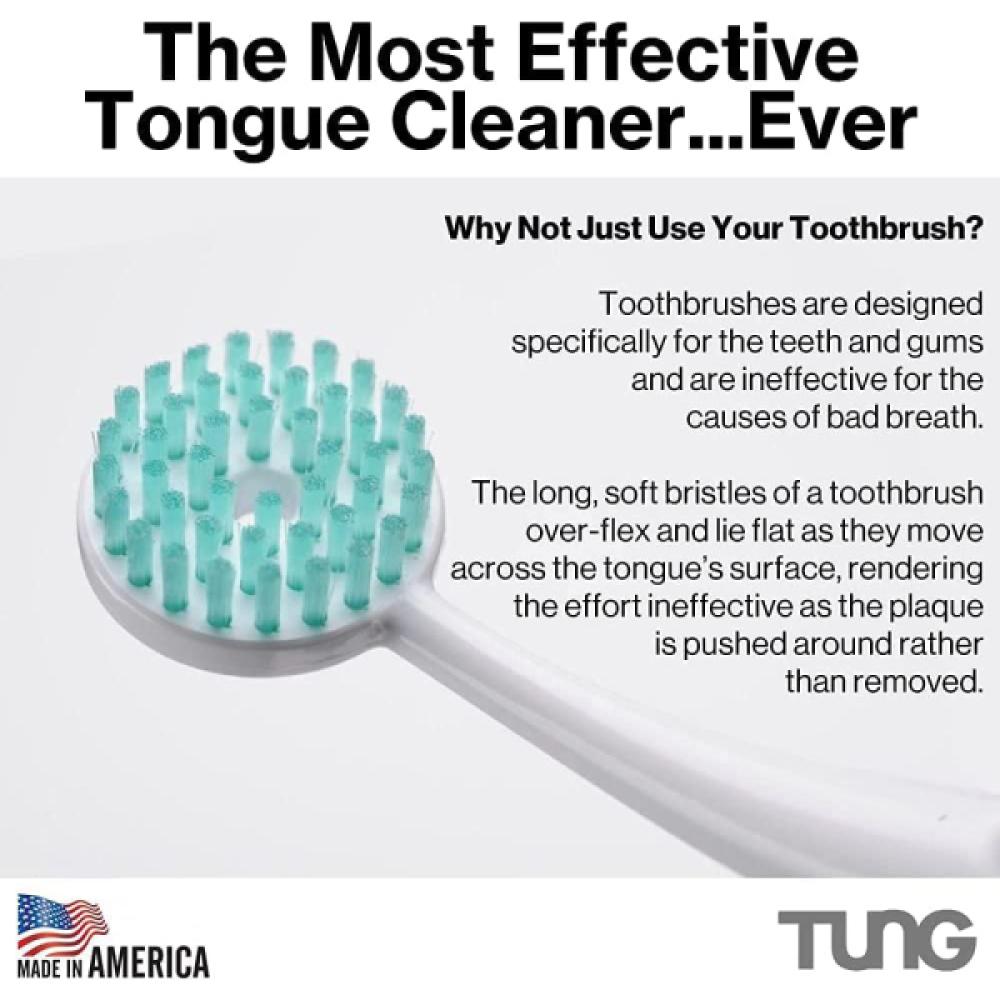 The Most Effective
Tongue Cleaner...Ever
Why Not Just Use Your Toothbrush?
Toothbrushes are designed
specifically for the teeth and gums
and are ineffective for the
causes of bad breath.
The long, soft bristles of a toothbrush
over-flex and lie flat as they move
across the tongue's surface, rendering
the effort ineffective as the plaque
is pushed around rather
than removed.
MADE IN AMERICA
TUNG